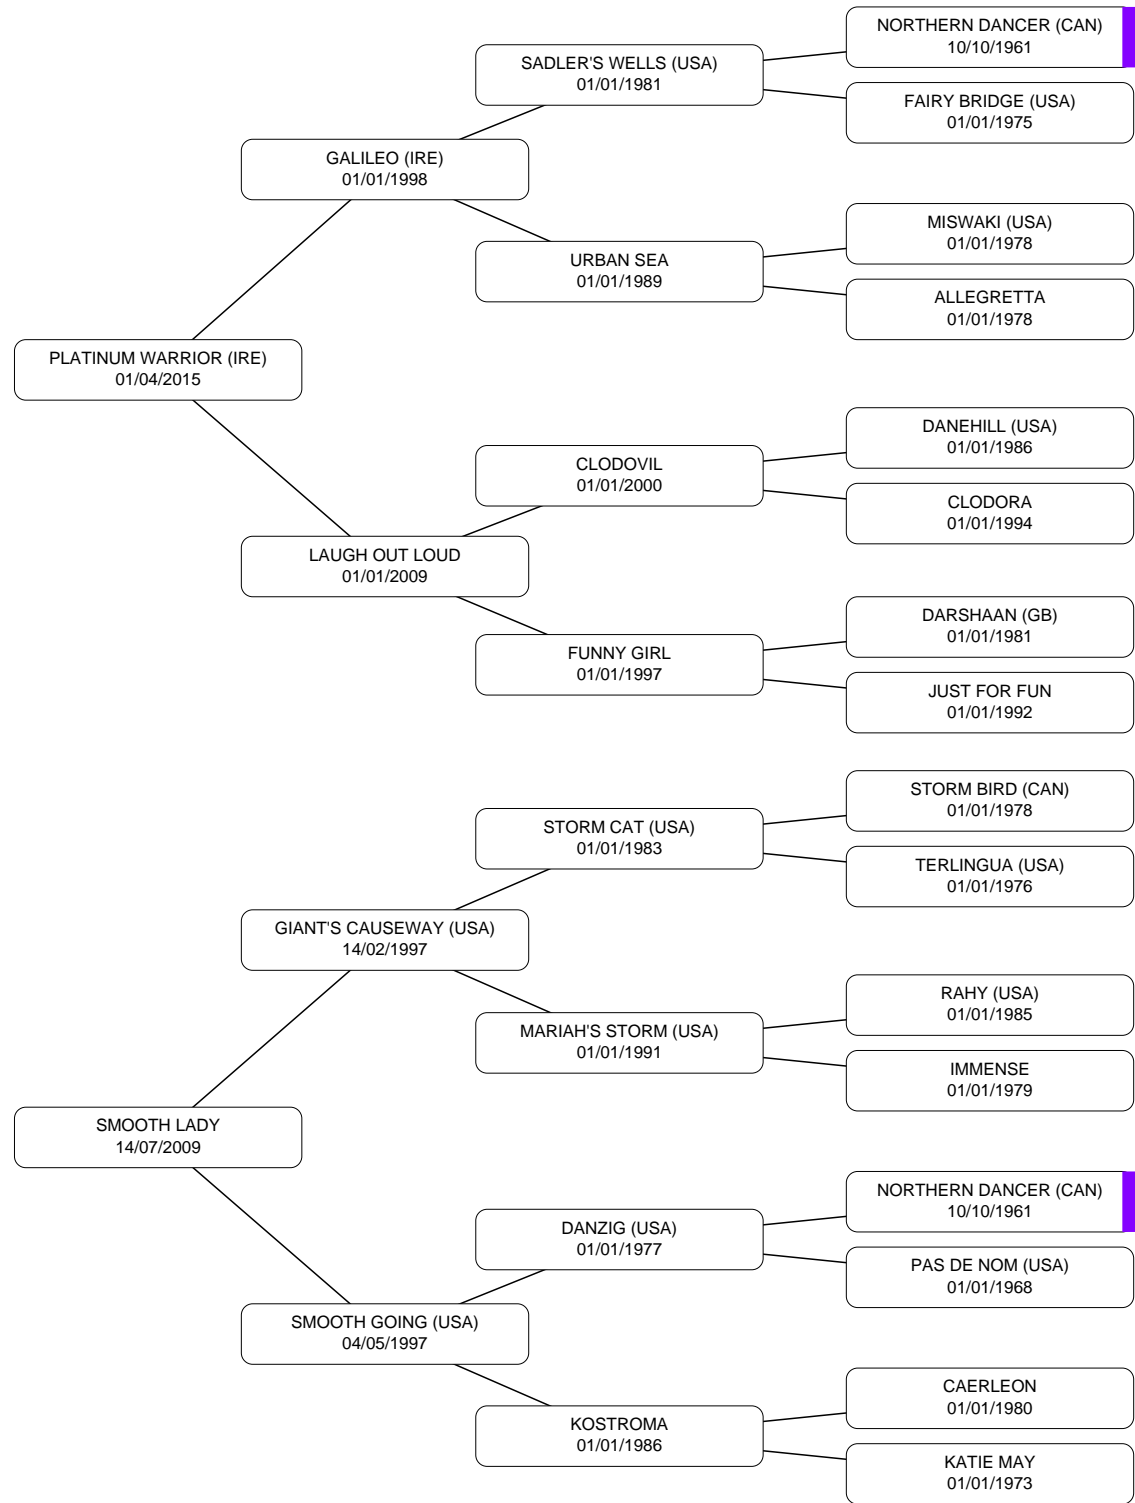 NORTHERN DANCER (CAN)
10/10/1961
SADLER'S WELLS (USA)
01/01/1981
FAIRY BRIDGE (USA)
01/01/1975
GALILEO (IRE)
01/01/1998
MISWAKI (USA)
01/01/1978
URBAN SEA
01/01/1989
ALLEGRETTA
01/01/1978
PLATINUM WARRIOR (IRE)
01/04/2015
DANEHILL (USA)
01/01/1986
CLODOVIL
01/01/2000
CLODORA
01/01/1994
LAUGH OUT LOUD
01/01/2009
DARSHAAN (GB)
01/01/1981
FUNNY GIRL
01/01/1997
JUST FOR FUN
01/01/1992
STORM BIRD (CAN)
01/01/1978
STORM CAT (USA)
01/01/1983
TERLINGUA (USA)
01/01/1976
GIANT'S CAUSEWAY (USA)
14/02/1997
RAHY (USA)
01/01/1985
MARIAH'S STORM (USA)
01/01/1991
IMMENSE
01/01/1979
SMOOTH LADY
14/07/2009
NORTHERN DANCER (CAN)
10/10/1961
DANZIG (USA)
01/01/1977
PAS DE NOM (USA)
01/01/1968
SMOOTH GOING (USA)
04/05/1997
CAERLEON
01/01/1980
KOSTROMA
01/01/1986
KATIE MAY
01/01/1973